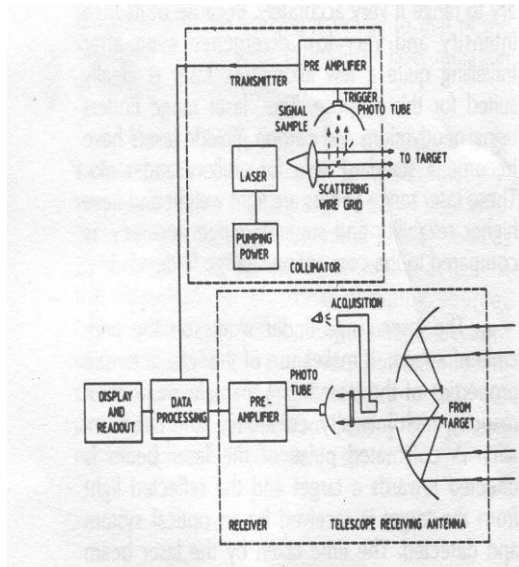 PRE AMPLIFIER
TRANSMITTER
TRIGGER
PHOTO TUBE
SIGNAL
SAMPLE
TO TARGET
LASER
SCATTERING
WIRE GRID
PUMPING
POWER
COLLIMATOR
ACQUISITION
DISPLAY
AND
READOUT
DATA
PROCESSING
PRE-
AMPLIFIER
PHOTO
TUBE
FROM
TARGET
RECEIVER
TELESCOPE RECEIVING ANTENNA